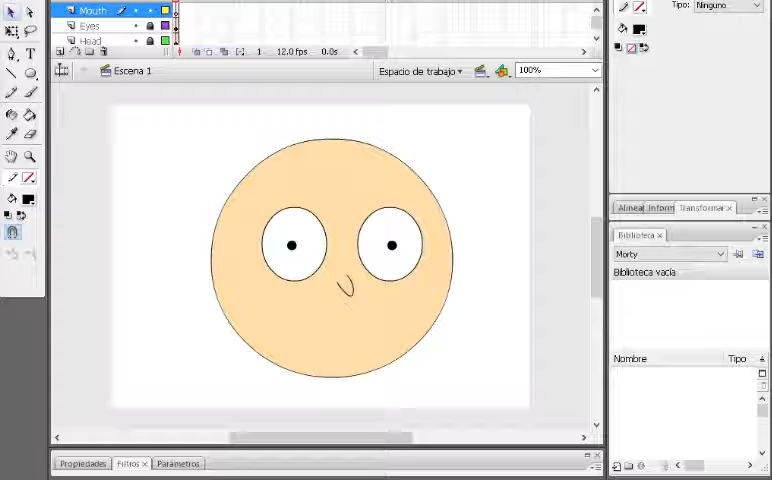 Mouth
Eyes
Head
1 12.0 fps 0.0s
Escena 1
Espacio de trabajo
100%
Tipo: Ninguno
Alinea Inform Transformar
Biblioteca
Morty
Biblioteca vacía
Nombre Tipo
Propiedades Filtros Parámetros